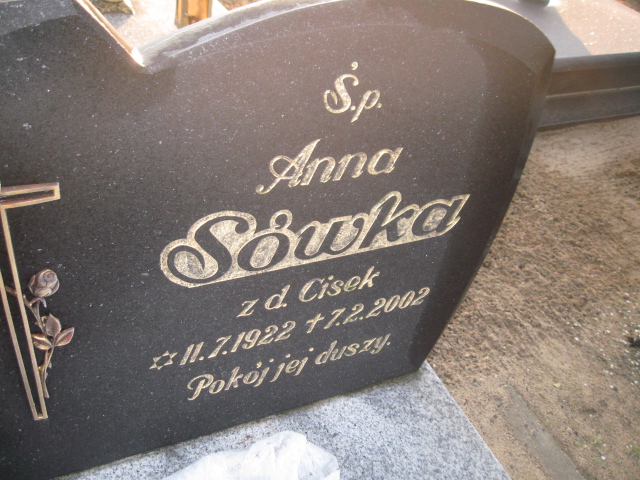 Ś.p.
Anna
Sówka
z d. Cisek
✡ 11.7.1922 ✝ 7.2.2002
Pokój jej duszy.